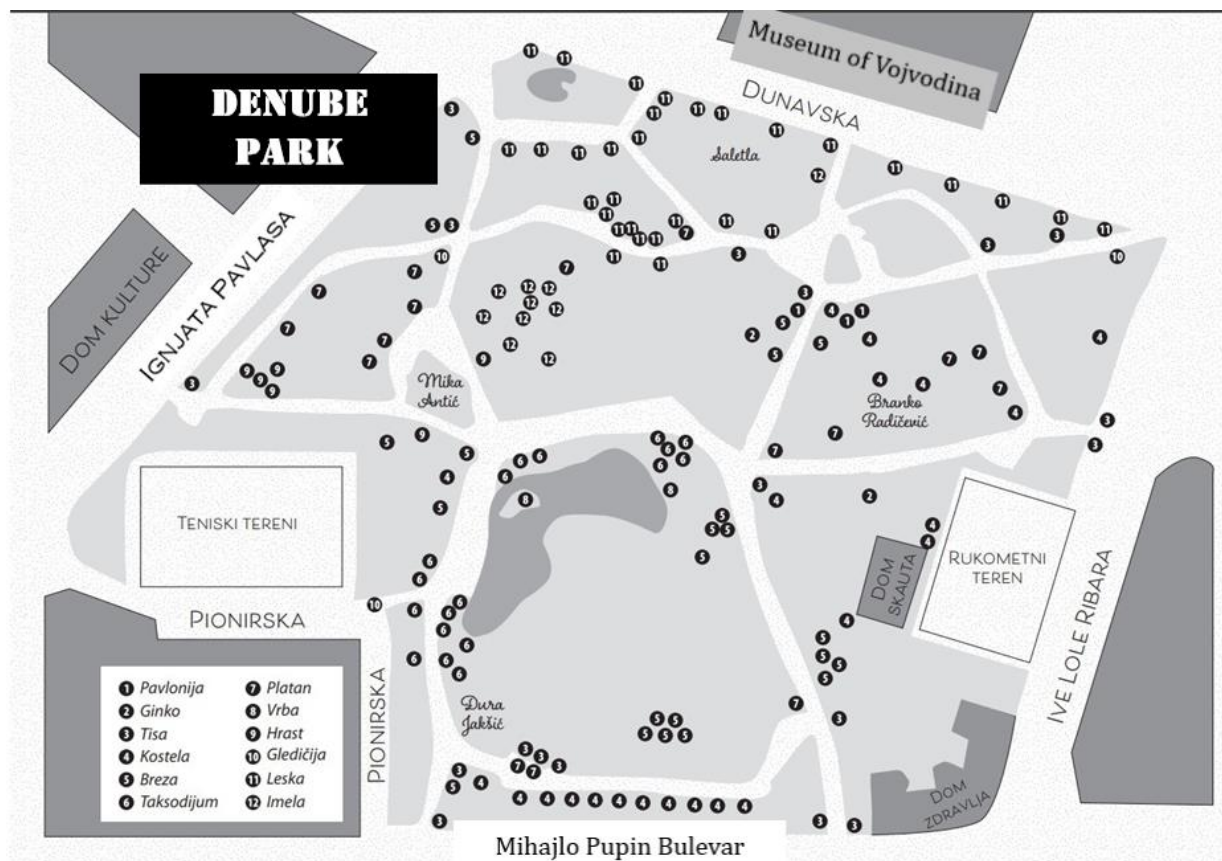 Museum of Vojvodina
DUNAVSKA
DENUBE
PARK
Saletla
DOM KULTURE
IGNJATA PAVLASA
Mika
Antić
Branko
Radičević
TENISKI TERENI
DOM
SKAUTA
RUKOMETNI
TEREN
PIONIRSKA
PIONIRSKA
IVE LOLE RIBARA
Dura
Jakšić
DOM
ZDRAVLJA
1 Pavlonija
2 Ginko
3 Tisa
4 Kostela
5 Breza
6 Taksodijum
7 Platan
8 Vrba
9 Hrast
10 Gledičija
11 Leska
12 Imela
Mihajlo Pupin Bulevar